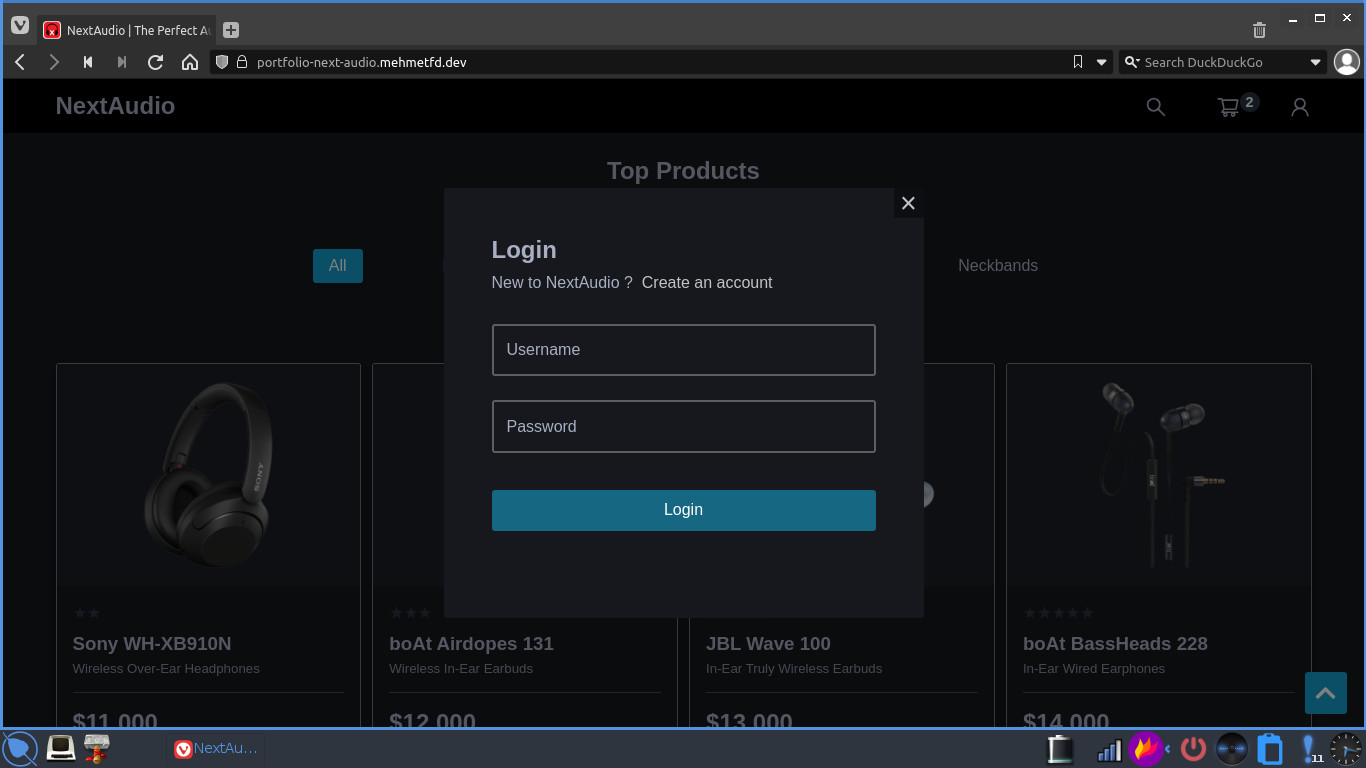 NextAudio | The Perfect Au
portfolio-next-audio.mehmetfd.dev
Search DuckDuckGo
NextAudio
2
Top Products
Login
New to NextAudio ? Create an account
All
Neckbands
Username
Password
Login
SONY
Sony WH-XB910N
Wireless Over-Ear Headphones
$11,000
boAt Airdopes 131
Wireless In-Ear Earbuds
$12,000
JBL Wave 100
In-Ear Truly Wireless Earbuds
$13,000
boAt BassHeads 228
In-Ear Wired Earphones
$14,000
NextAu...
11